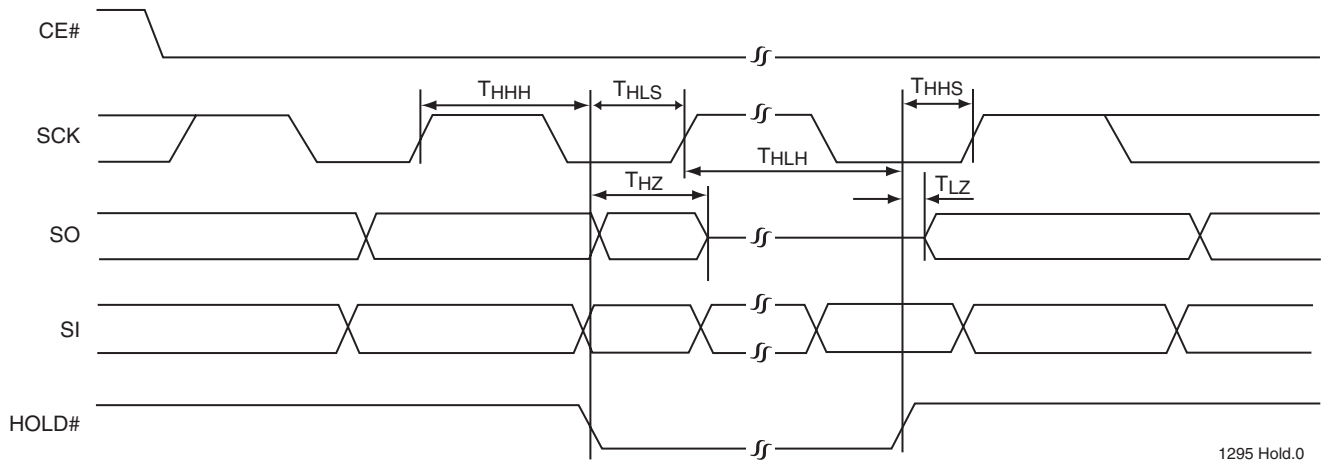 CE#
THHH
THLS
THHS
SCK
THLH
THZ
TLZ
SO
SI
HOLD#
1295 Hold.0